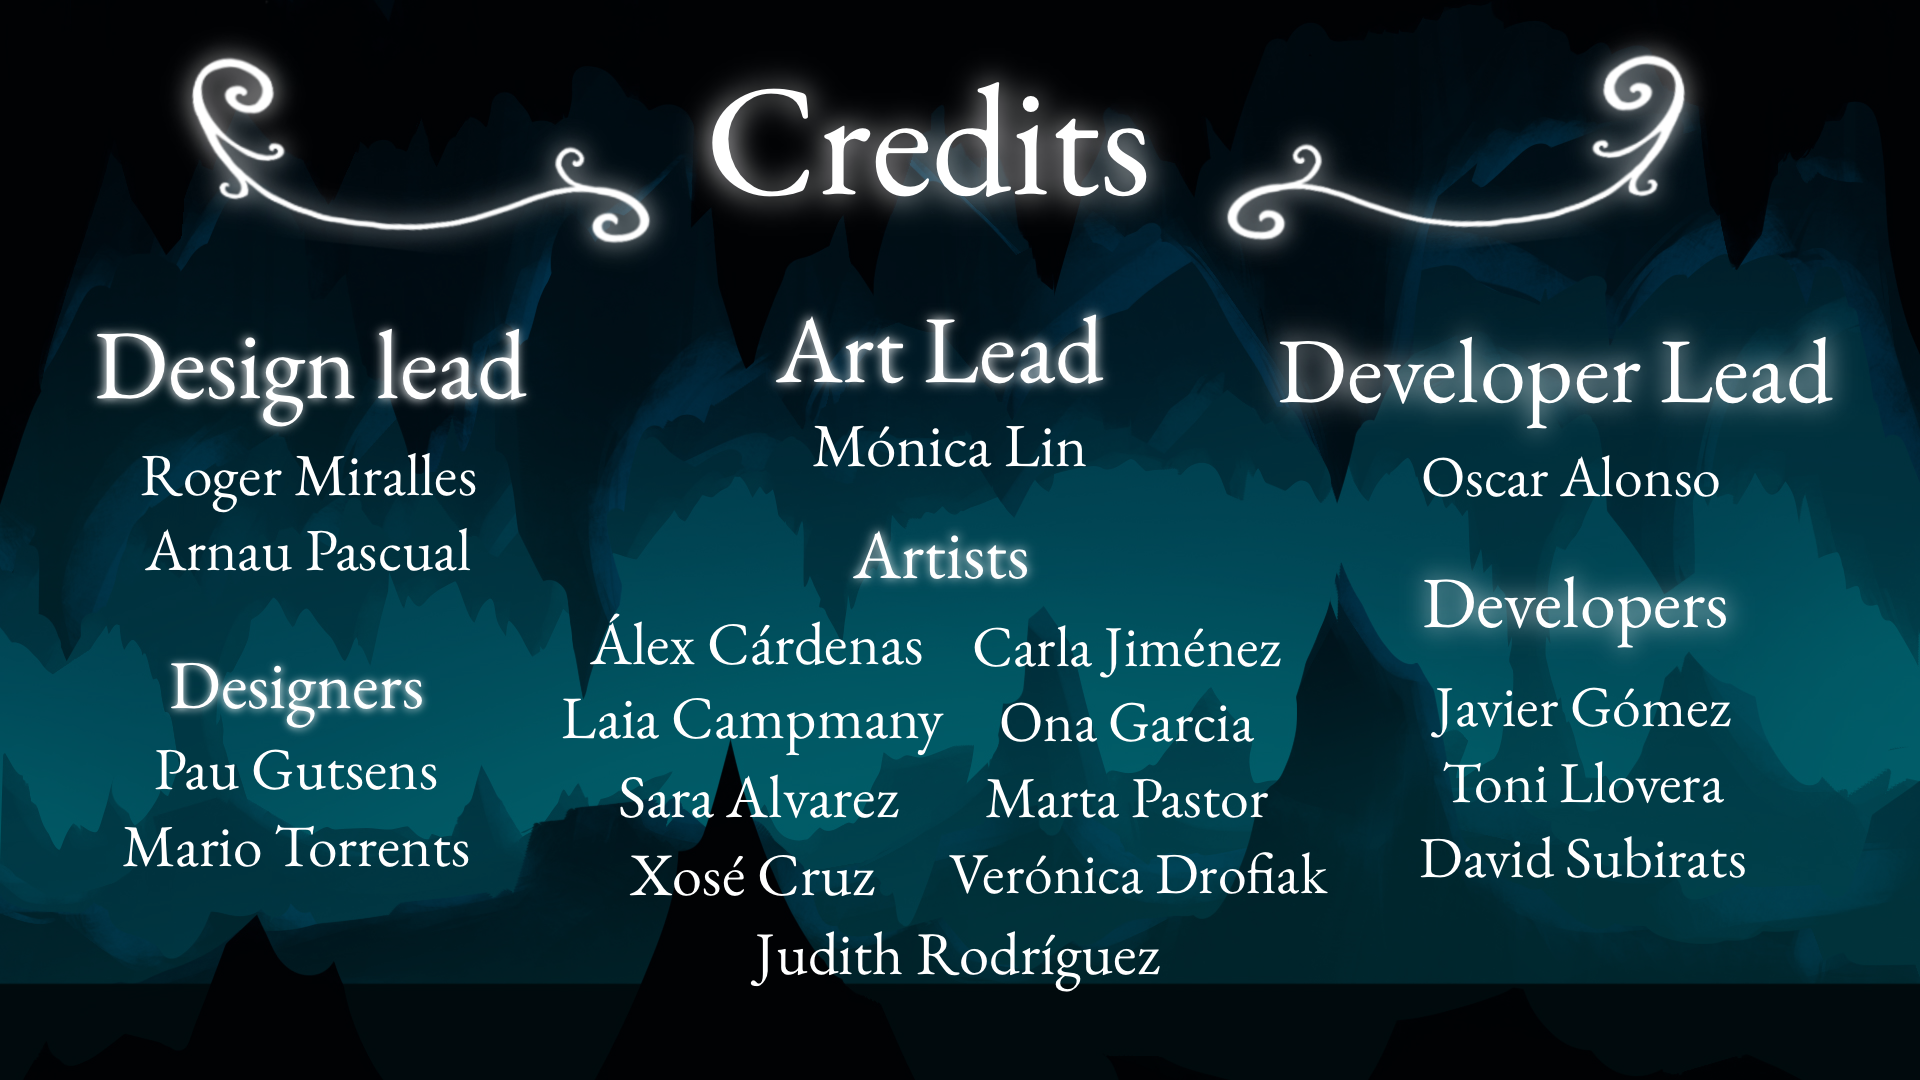 Credits
Design lead
Roger Miralles
Arnau Pascual
Designers
Pau Gutsens
Mario Torrents
Art Lead
Mónica Lin
Artists
Álex Cárdenas Carla Jiménez
Laia Campmany Ona Garcia
Sara Alvarez Marta Pastor
Xosé Cruz Verónica Drofiak
Judith Rodríguez
Developer Lead
Oscar Alonso
Developers
Javier Gómez
Toni Llovera
David Subirats